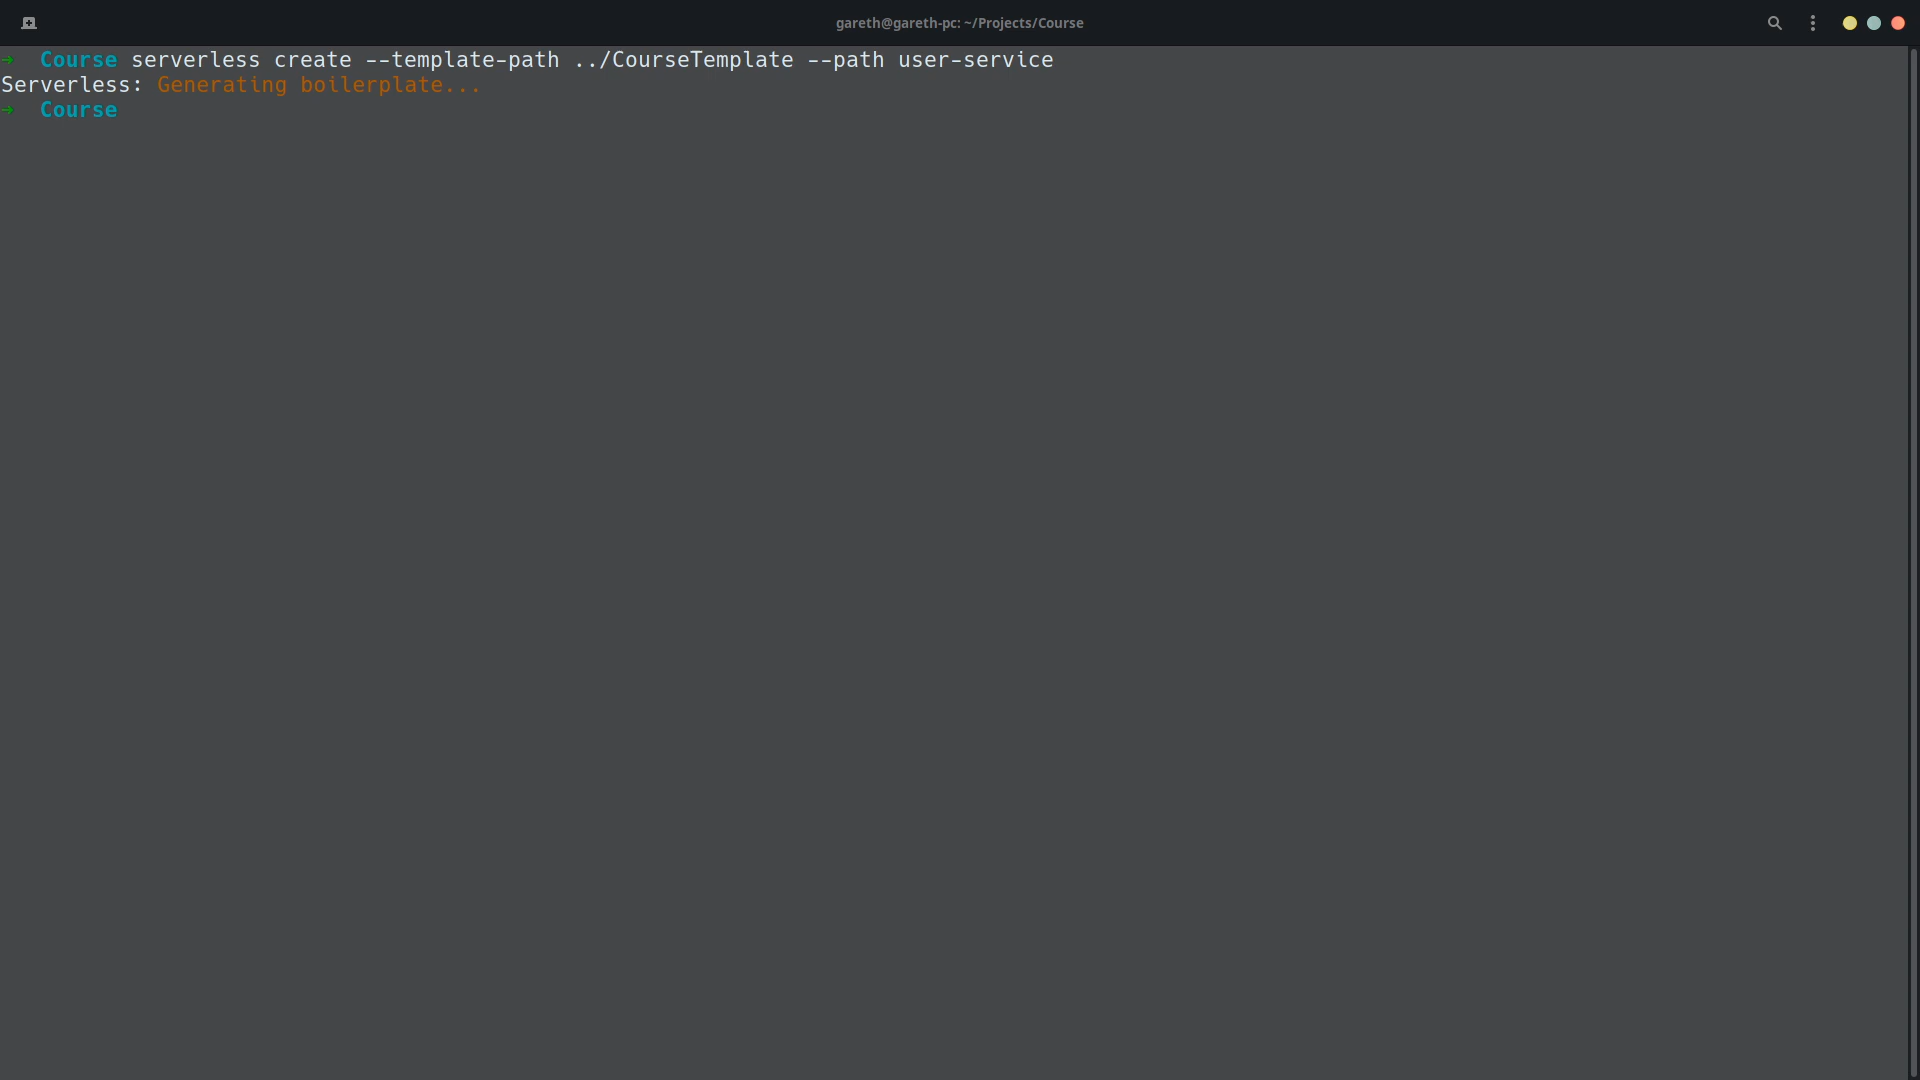 gareth@gareth-pc: ~/Projects/Course
➜ Course serverless create --template-path ../CourseTemplate --path user-service
Serverless: Generating boilerplate...
➜ Course